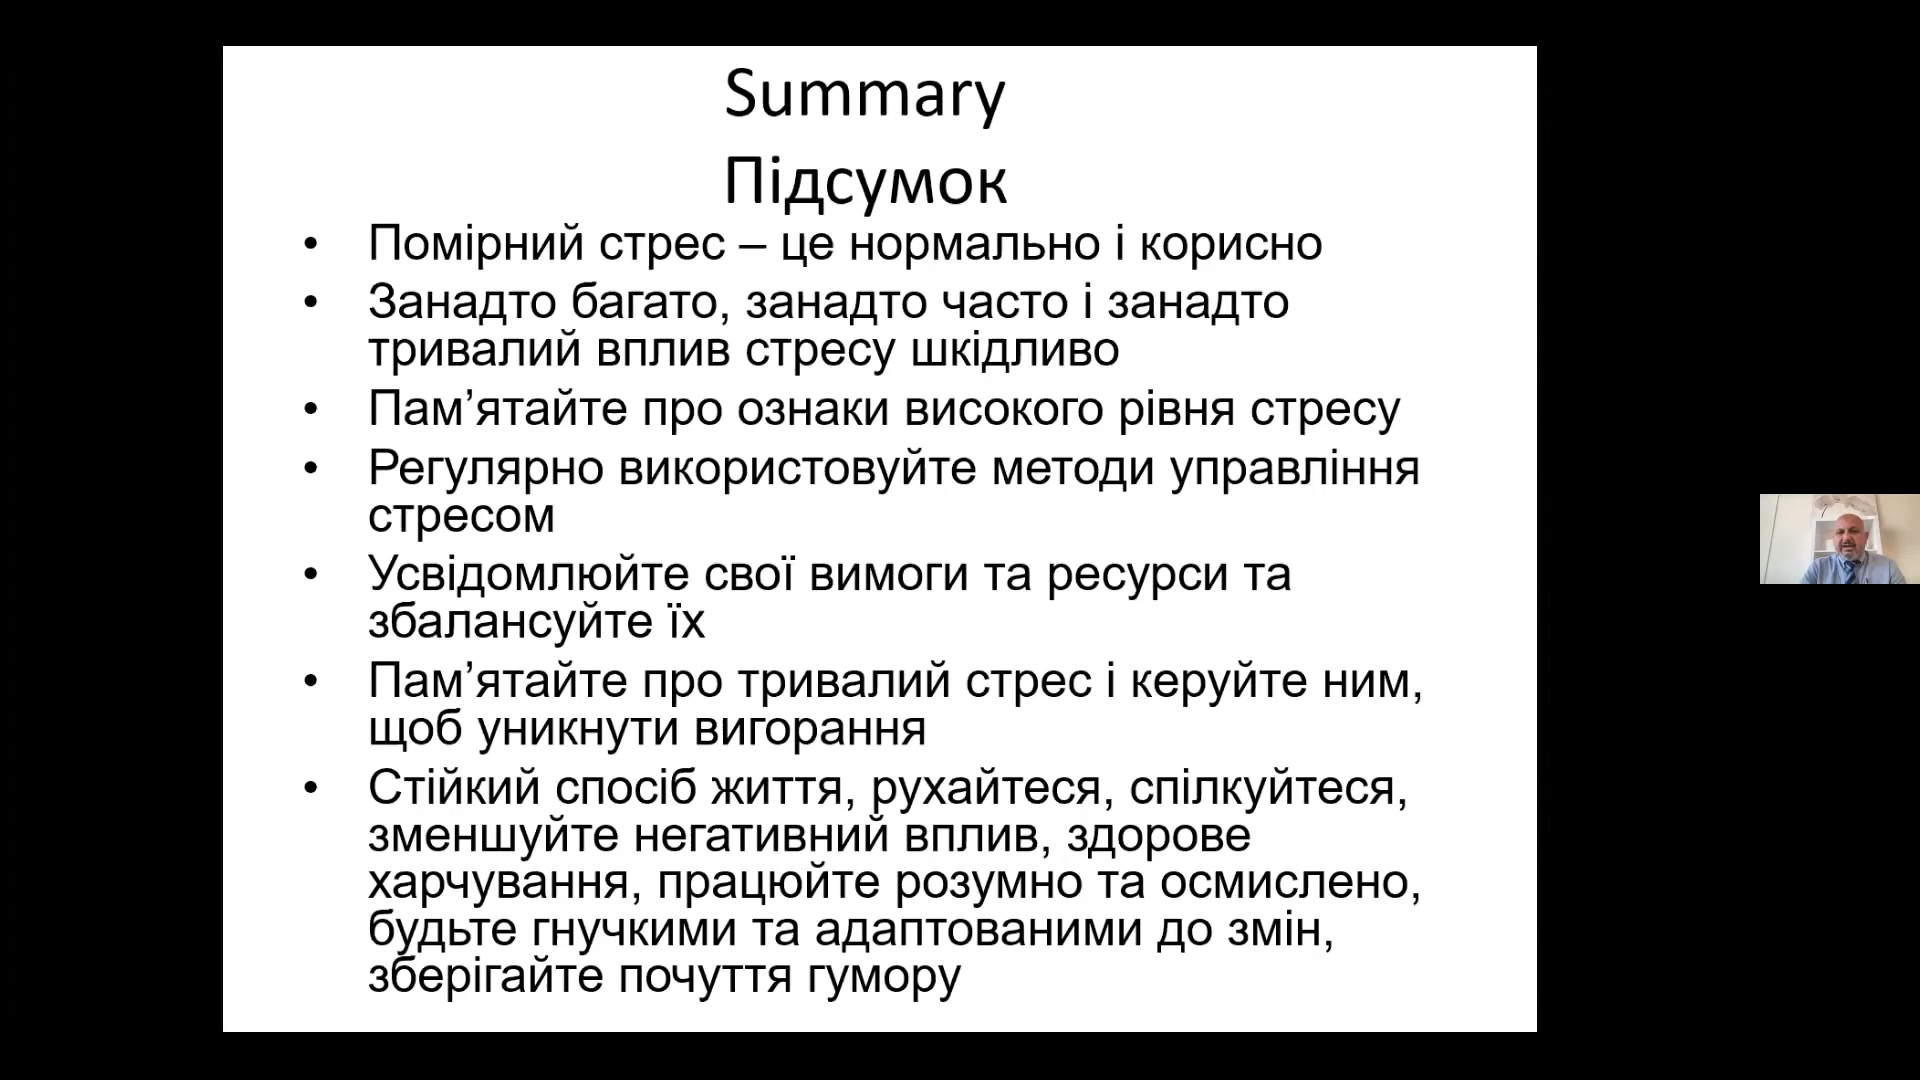 Summary
Підсумок
• Помірний стрес – це нормально і корисно
• Занадто багато, занадто часто і занадто
тривалий вплив стресу шкідливо
• Пам’ятайте про ознаки високого рівня стресу
• Регулярно використовуйте методи управління
стресом
• Усвідомлюйте свої вимоги та ресурси та
збалансуйте їх
• Пам’ятайте про тривалий стрес і керуйте ним,
щоб уникнути вигорання
• Стійкий спосіб життя, рухайтеся, спілкуйтеся,
зменшуйте негативний вплив, здорове
харчування, працюйте розумно та осмислено,
будьте гнучкими та адаптованими до змін,
зберігайте почуття гумору